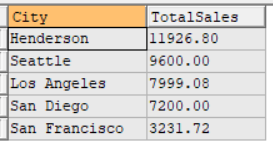 City TotalSales
Henderson 11926.80
Seattle 9600.00
Los Angeles 7999.08
San Diego 7200.00
San Francisco 3231.72